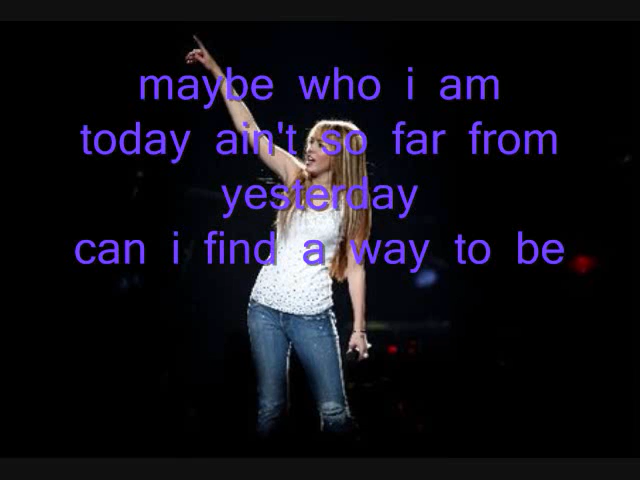 maybe who i am
today ain't so far from
yesterday
can i find a way to be